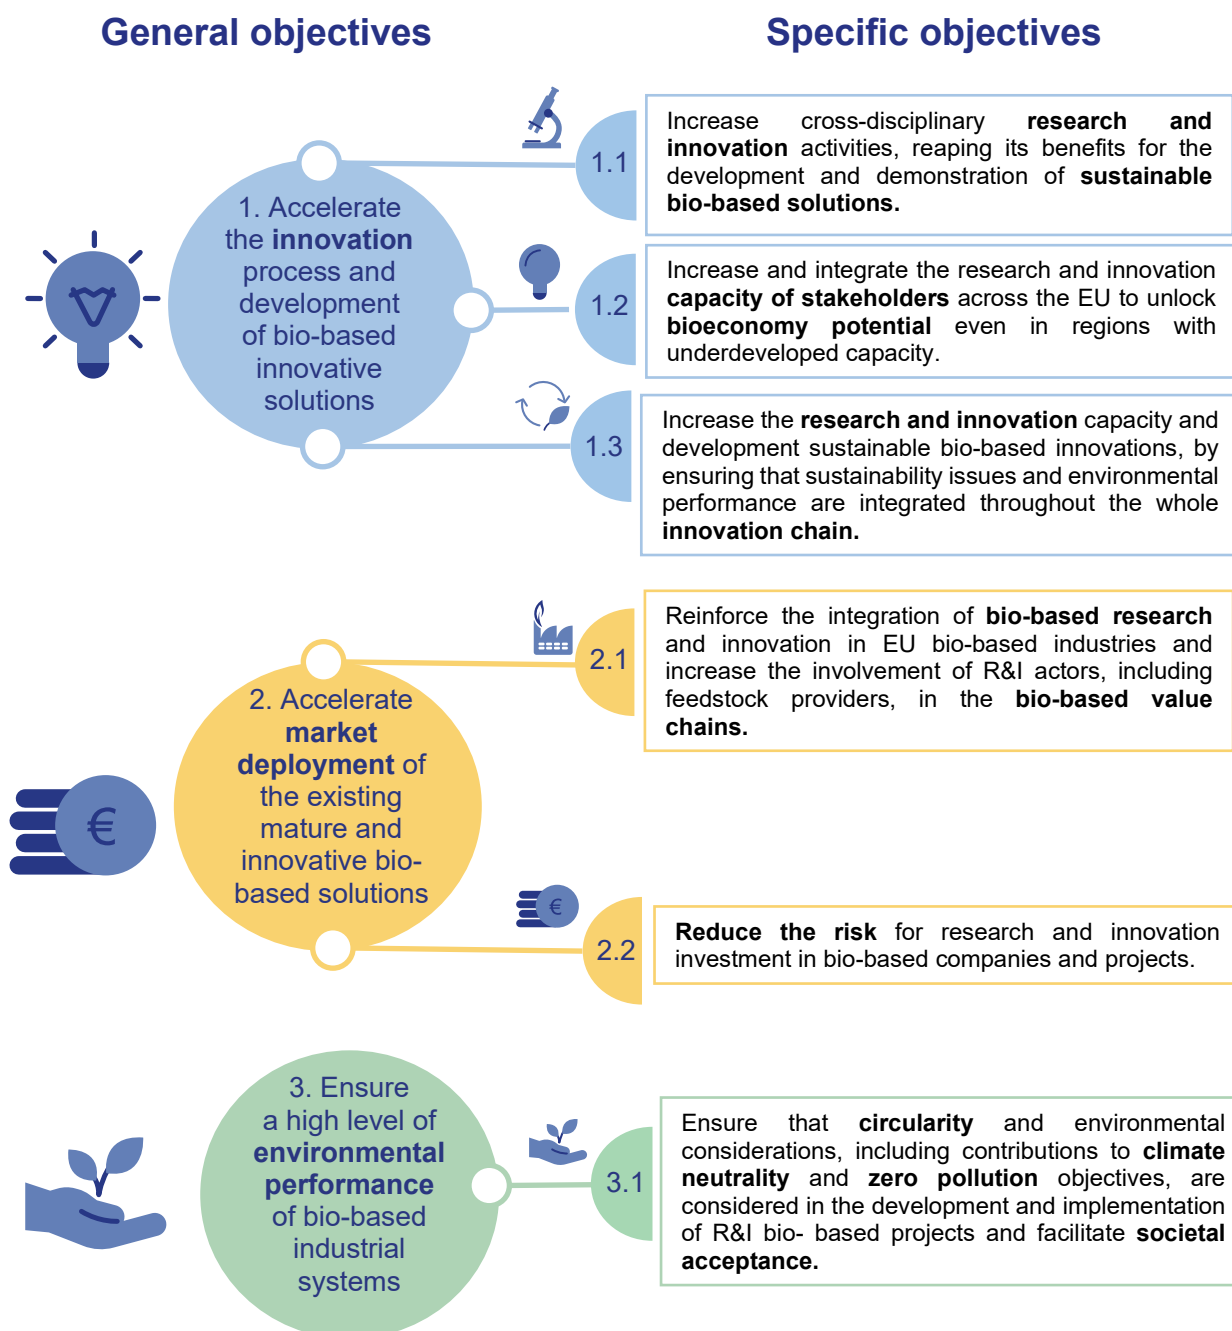 General objectives
Specific objectives
1. Accelerate
the innovation
process and
development
of bio-based
innovative
solutions
1.1
Increase cross-disciplinary research and
innovation activities, reaping its benefits for the
development and demonstration of sustainable
bio-based solutions.
1.2
Increase and integrate the research and innovation
capacity of stakeholders across the EU to unlock
bioeconomy potential even in regions with
underdeveloped capacity.
1.3
Increase the research and innovation capacity and
development sustainable bio-based innovations, by
ensuring that sustainability issues and environmental
performance are integrated throughout the whole
innovation chain.
2. Accelerate
market
deployment of
the existing
mature and
innovative bio-
based solutions
€
2.1
Reinforce the integration of bio-based research
and innovation in EU bio-based industries and
increase the involvement of R&I actors, including
feedstock providers, in the bio-based value
chains.
€
2.2
Reduce the risk for research and innovation
investment in bio-based companies and projects.
3. Ensure
a high level of
environmental
performance
of bio-based
industrial
systems
3.1
Ensure that circularity and environmental
considerations, including contributions to climate
neutrality and zero pollution objectives, are
considered in the development and implementation
of R&I bio- based projects and facilitate societal
acceptance.